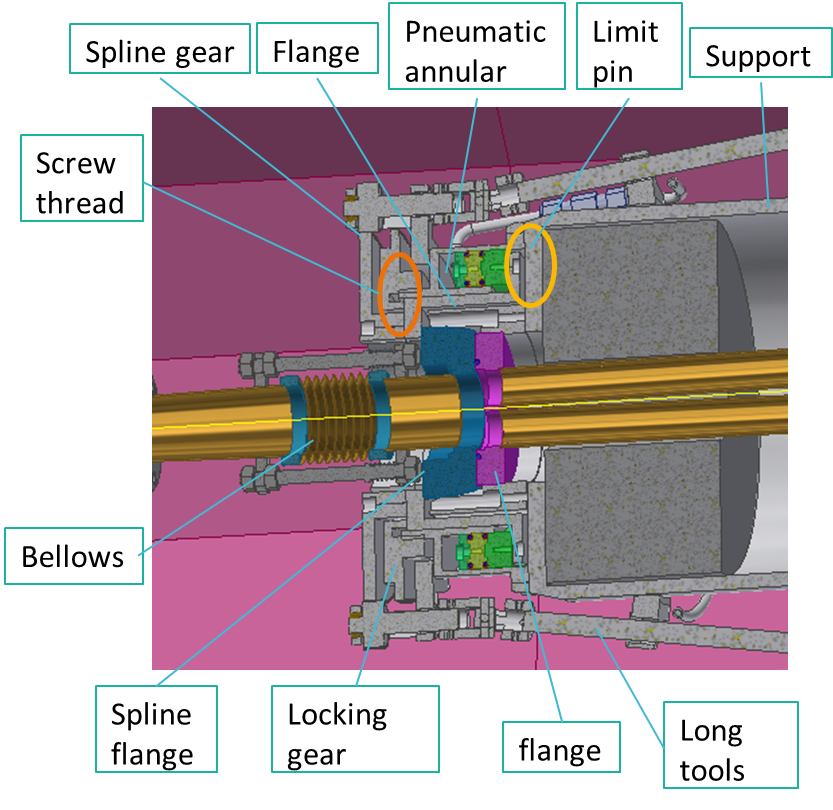 Spline gear
Flange
Pneumatic
annular
Limit
pin
Support
Screw
thread
Bellows
Spline
flange
Locking
gear
flange
Long
tools